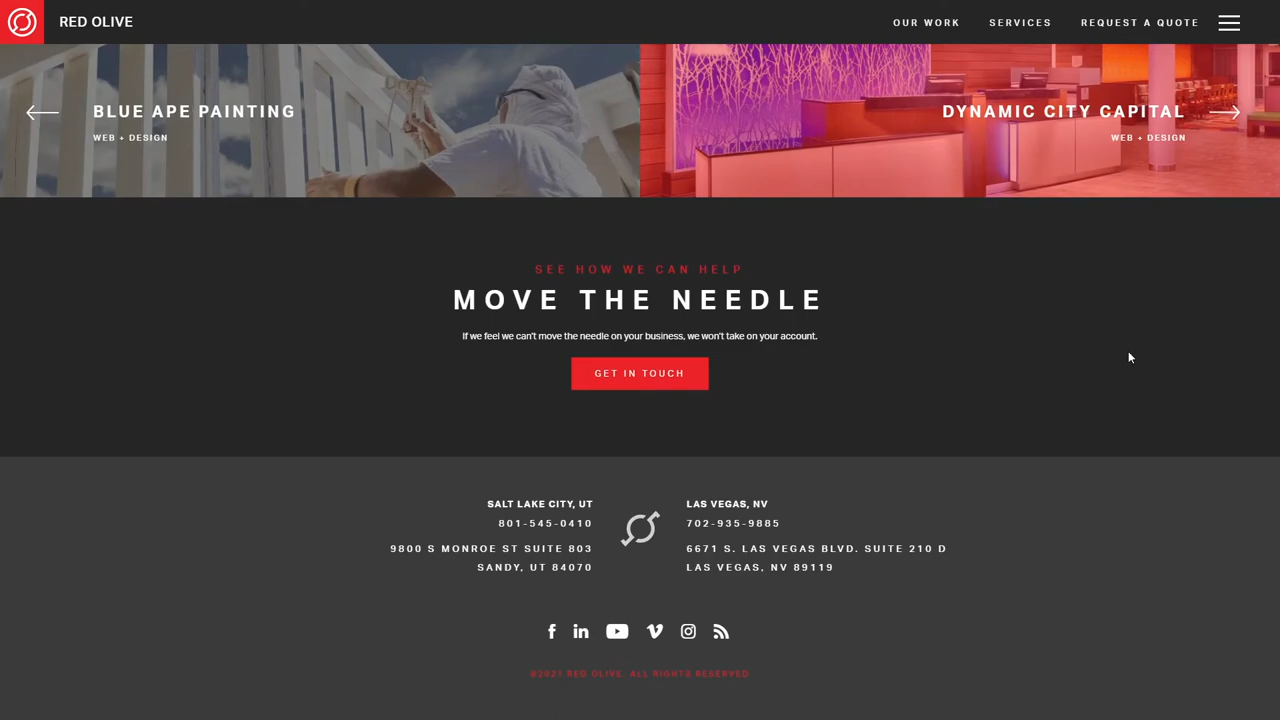 RED OLIVE
OUR WORK SERVICES REQUEST A QUOTE
BLUE APE PAINTING
WEB + DESIGN
DYNAMIC CITY CAPITAL
WEB + DESIGN
SEE HOW WE CAN HELP
MOVE THE NEEDLE
If we feel we can't move the needle on your business, we won't take on your account.
GET IN TOUCH
SALT LAKE CITY, UT
801-545-0410
9800 S MONROE ST SUITE 803
SANDY, UT 84070
LAS VEGAS, NV
702-935-9885
6671 S. LAS VEGAS BLVD. SUITE 210 D
LAS VEGAS, NV 89119
©2021 RED OLIVE. ALL RIGHTS RESERVED